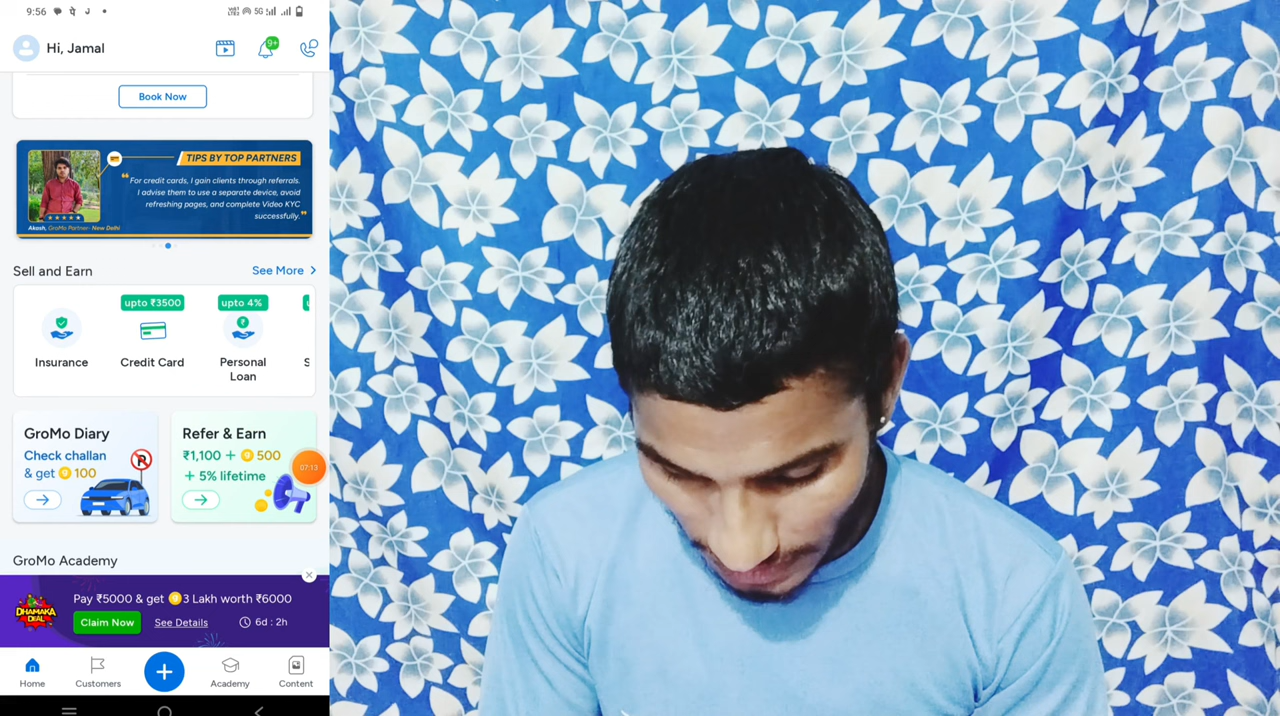 9:56
5G
Hi, Jamal
9+
Book Now
TIPS BY TOP PARTNERS
“For credit cards, I gain clients through referrals.
I advise them to use a separate device, avoid
refreshing pages, and complete Video KYC
successfully.”
Akash, GroMo Partner- New Delhi
Sell and Earn
See More >
upto ₹3500
upto 4%
Insurance
Credit Card
Personal
Loan
S
GroMo Diary
Check challan
& get 100
Refer & Earn
₹1,100 + 500
+ 5% lifetime
07:13
GroMo Academy
DHAMAKA
DEAL
Pay ₹5000 & get 3 Lakh worth ₹6000
Claim Now
See Details
6d : 2h
Home
Customers
Academy
Content